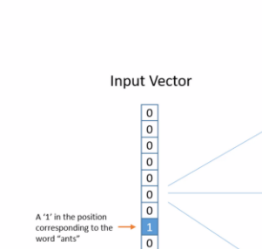 Input Vector
0
0
0
0
0
0
0
A '1' in the position
corresponding to the
word "ants"
1
0